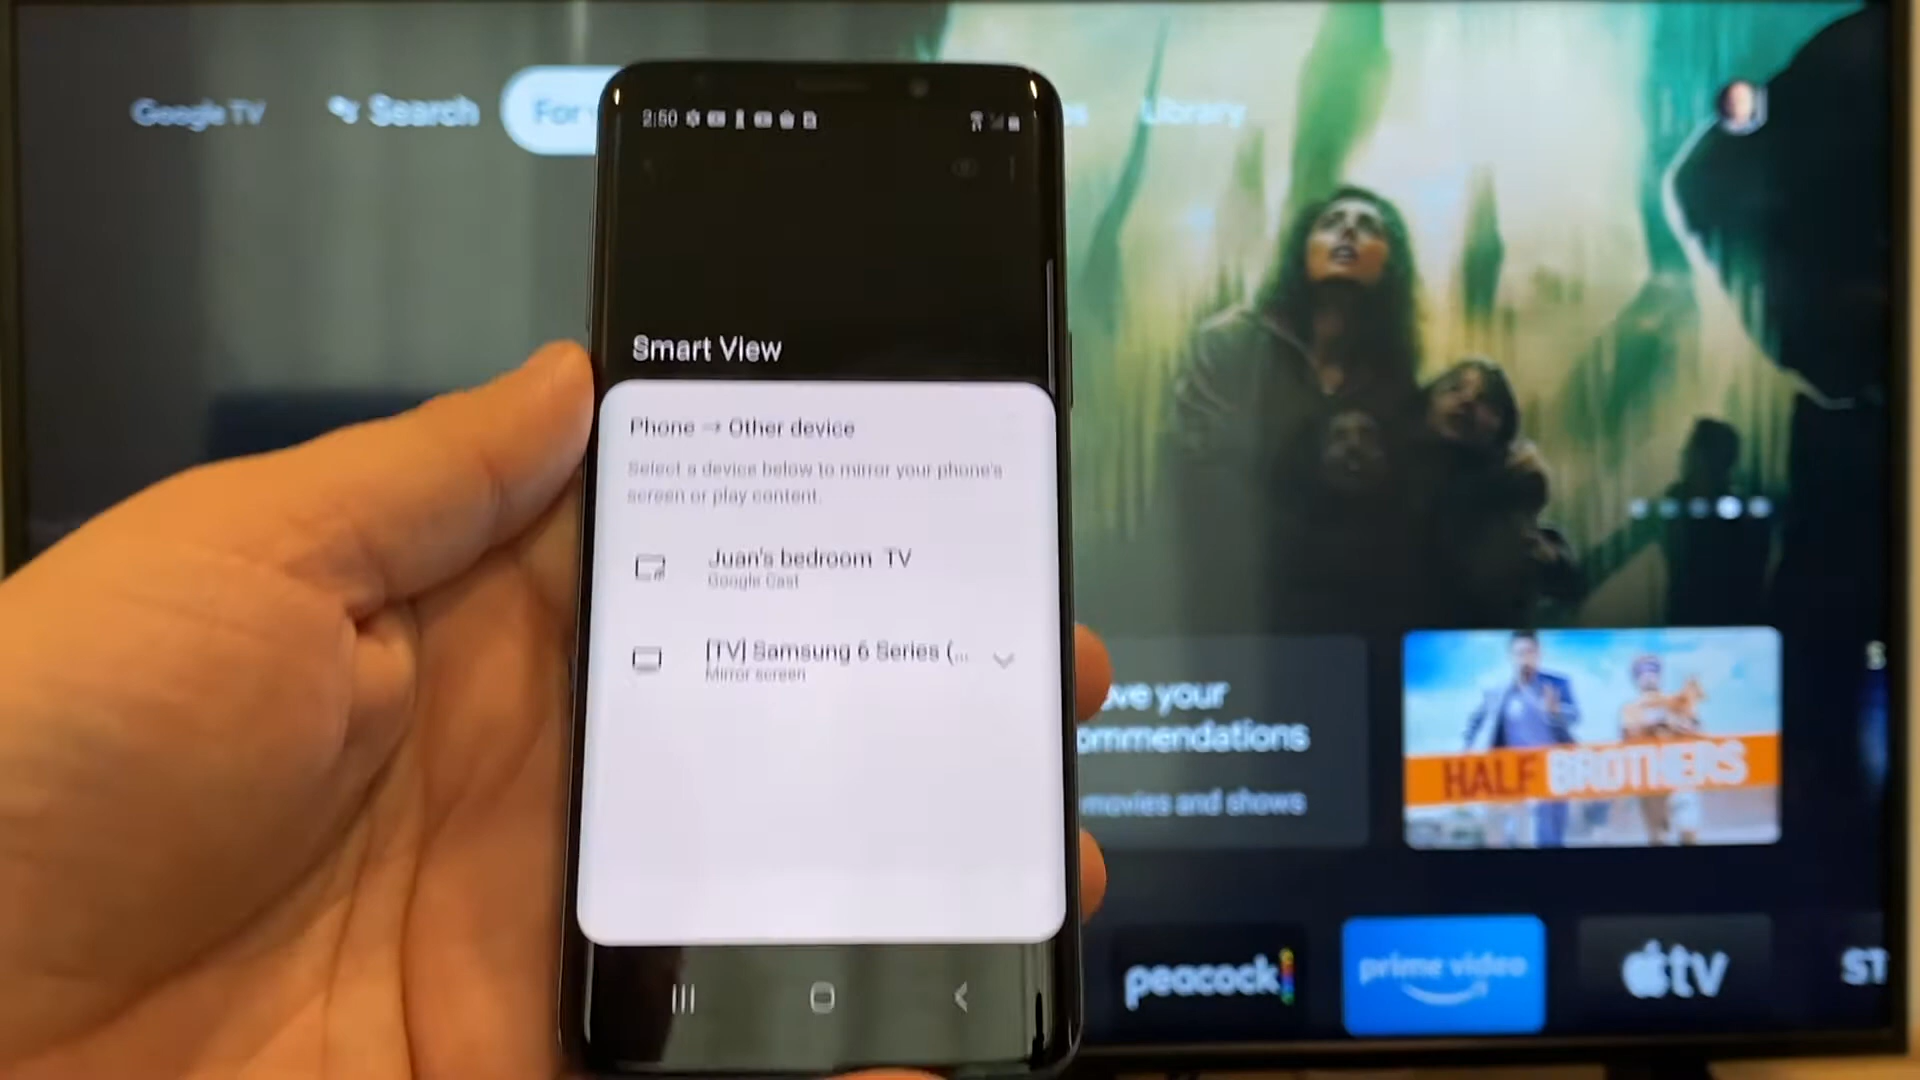 Google TV
Search
For
Library
2:50
Smart View
Phone → Other device
Select a device below to mirror your phone's
screen or play content.
Juan's bedroom TV
Google Cast
[TV] Samsung 6 Series (...
Mirror screen
your
movies and shows
HALF BROTHERS
peacock
prime video
tv
ST